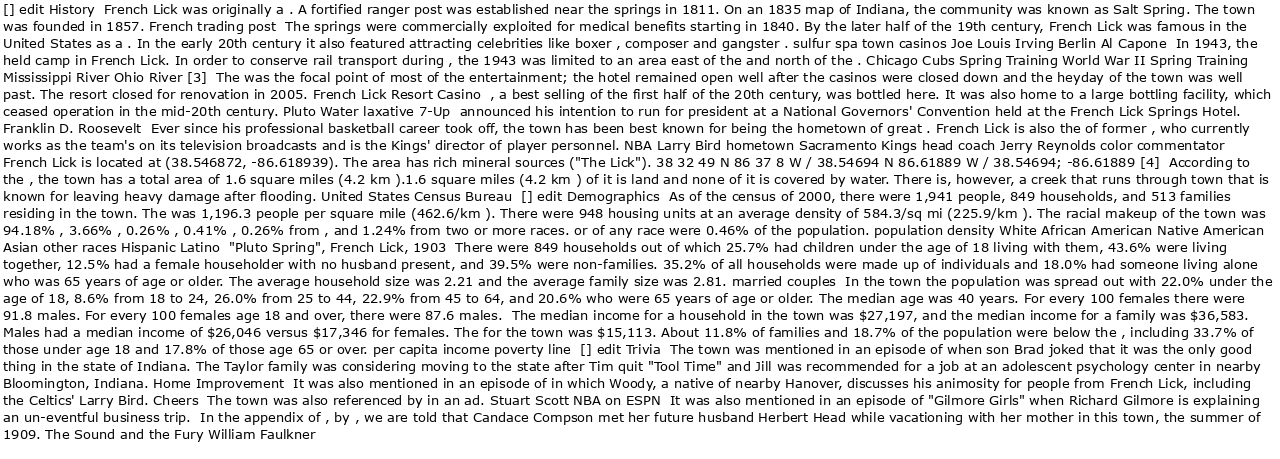 [] edit History  French Lick was originally a . A fortified ranger post was established near the springs in 1811. On an 1835 map of Indiana, the community was known as Salt Spring. The town
was founded in 1857. French trading post  The springs were commercially exploited for medical benefits starting in 1840. By the later half of the 19th century, French Lick was famous in the
United States as a . In the early 20th century it also featured attracting celebrities like boxer , composer and gangster . sulfur spa town casinos Joe Louis Irving Berlin Al Capone  In 1943, the
held camp in French Lick. In order to conserve rail transport during , the 1943 was limited to an area east of the and north of the . Chicago Cubs Spring Training World War II Spring Training
Mississippi River Ohio River [3]  The was the focal point of most of the entertainment; the hotel remained open well after the casinos were closed down and the heyday of the town was well
past. The resort closed for renovation in 2005. French Lick Resort Casino  , a best selling of the first half of the 20th century, was bottled here. It was also home to a large bottling facility, which
ceased operation in the mid-20th century. Pluto Water laxative 7-Up  announced his intention to run for president at a National Governors' Convention held at the French Lick Springs Hotel.
Franklin D. Roosevelt  Ever since his professional basketball career took off, the town has been best known for being the hometown of great . French Lick is also the of former , who currently
works as the team's on its television broadcasts and is the Kings' director of player personnel. NBA Larry Bird hometown Sacramento Kings head coach Jerry Reynolds color commentator
French Lick is located at (38.546872, -86.618939). The area has rich mineral sources ("The Lick"). 38 32 49 N 86 37 8 W / 38.54694 N 86.61889 W / 38.54694; -86.61889 [4]  According to
the , the town has a total area of 1.6 square miles (4.2 km ).1.6 square miles (4.2 km ) of it is land and none of it is covered by water. There is, however, a creek that runs through town that is
known for leaving heavy damage after flooding. United States Census Bureau  [] edit Demographics  As of the census of 2000, there were 1,941 people, 849 households, and 513 families
residing in the town. The was 1,196.3 people per square mile (462.6/km ). There were 948 housing units at an average density of 584.3/sq mi (225.9/km ). The racial makeup of the town was
94.18% , 3.66% , 0.26% , 0.41% , 0.26% from , and 1.24% from two or more races. or of any race were 0.46% of the population. population density White African American Native American
Asian other races Hispanic Latino  "Pluto Spring", French Lick, 1903  There were 849 households out of which 25.7% had children under the age of 18 living with them, 43.6% were living
together, 12.5% had a female householder with no husband present, and 39.5% were non-families. 35.2% of all households were made up of individuals and 18.0% had someone living alone
who was 65 years of age or older. The average household size was 2.21 and the average family size was 2.81. married couples  In the town the population was spread out with 22.0% under the
age of 18, 8.6% from 18 to 24, 26.0% from 25 to 44, 22.9% from 45 to 64, and 20.6% who were 65 years of age or older. The median age was 40 years. For every 100 females there were
91.8 males. For every 100 females age 18 and over, there were 87.6 males.  The median income for a household in the town was $27,197, and the median income for a family was $36,583.
Males had a median income of $26,046 versus $17,346 for females. The for the town was $15,113. About 11.8% of families and 18.7% of the population were below the , including 33.7% of
those under age 18 and 17.8% of those age 65 or over. per capita income poverty line  [] edit Trivia  The town was mentioned in an episode of when son Brad joked that it was the only good
thing in the state of Indiana. The Taylor family was considering moving to the state after Tim quit "Tool Time" and Jill was recommended for a job at an adolescent psychology center in nearby
Bloomington, Indiana. Home Improvement  It was also mentioned in an episode of in which Woody, a native of nearby Hanover, discusses his animosity for people from French Lick, including
the Celtics' Larry Bird. Cheers  The town was also referenced by in an ad. Stuart Scott NBA on ESPN  It was also mentioned in an episode of "Gilmore Girls" when Richard Gilmore is explaining
an un-eventful business trip.  In the appendix of , by , we are told that Candace Compson met her future husband Herbert Head while vacationing with her mother in this town, the summer of
1909. The Sound and the Fury William Faulkner